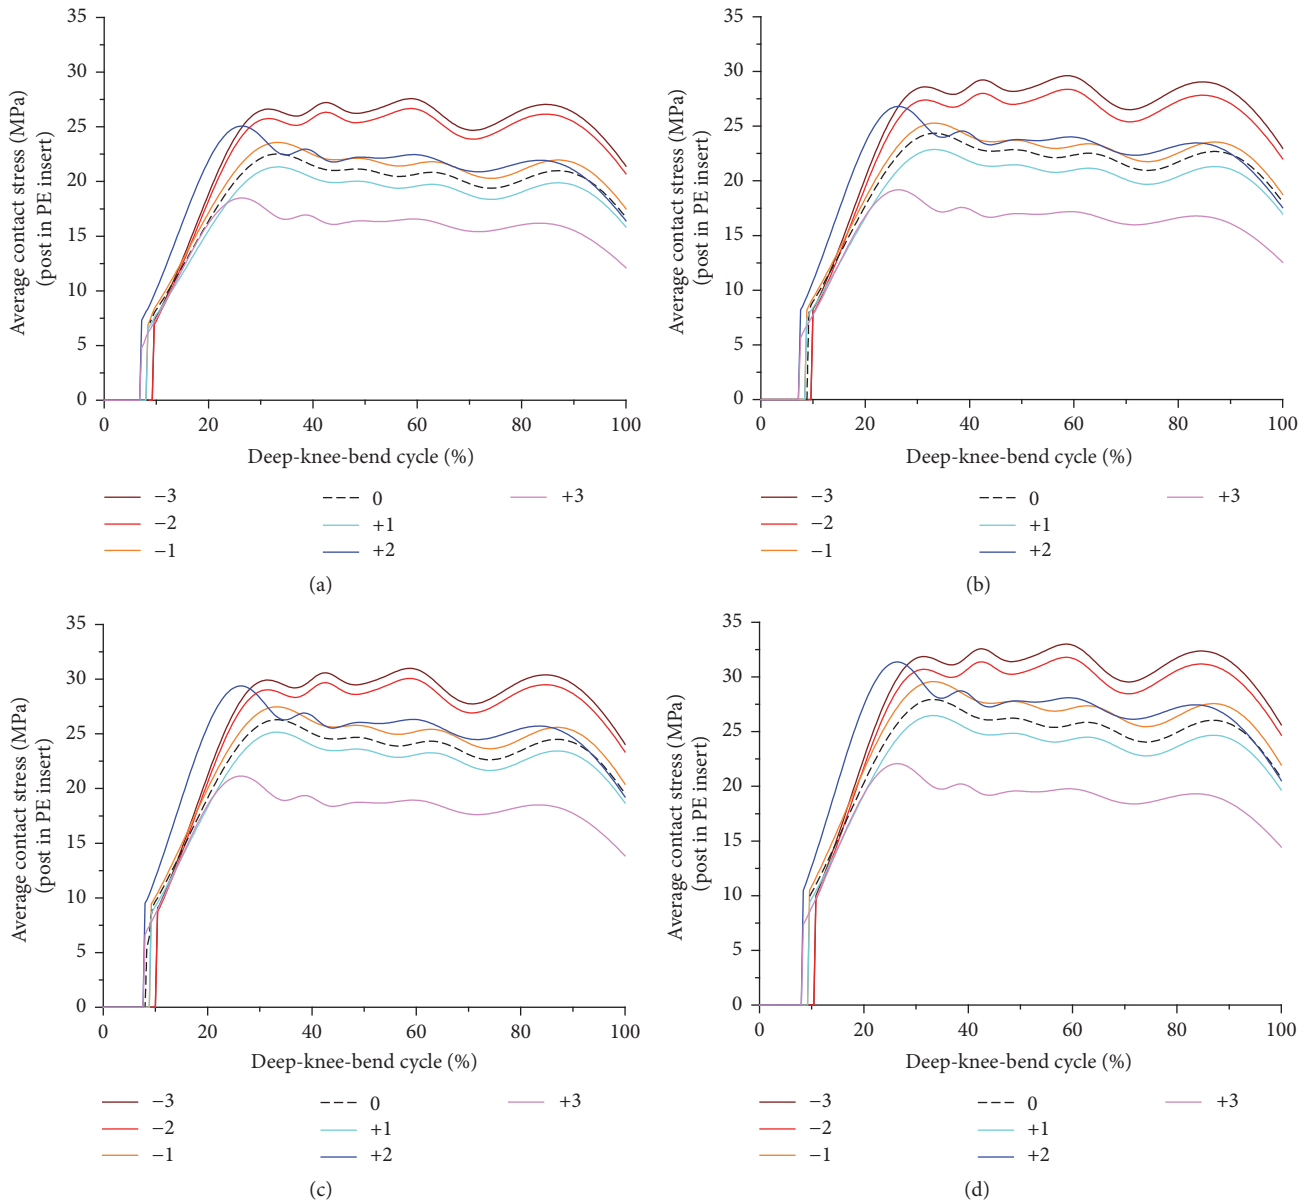 35
30
25
20
15
10
5
0
Average contact stress (MPa)
(post in PE insert)
0 20 40 60 80 100
Deep-knee-bend cycle (%)
−3 0 +3
−2 +1
−1 +2
(a)
35
30
25
20
15
10
5
0
Average contact stress (MPa)
(post in PE insert)
0 20 40 60 80 100
Deep-knee-bend cycle (%)
−3 0 +3
−2 +1
−1 +2
(b)
35
30
25
20
15
10
5
0
Average contact stress (MPa)
(post in PE insert)
0 20 40 60 80 100
Deep-knee-bend cycle (%)
−3 0 +3
−2 +1
−1 +2
(c)
35
30
25
20
15
10
5
0
Average contact stress (MPa)
(post in PE insert)
0 20 40 60 80 100
Deep-knee-bend cycle (%)
−3 0 +3
−2 +1
−1 +2
(d)